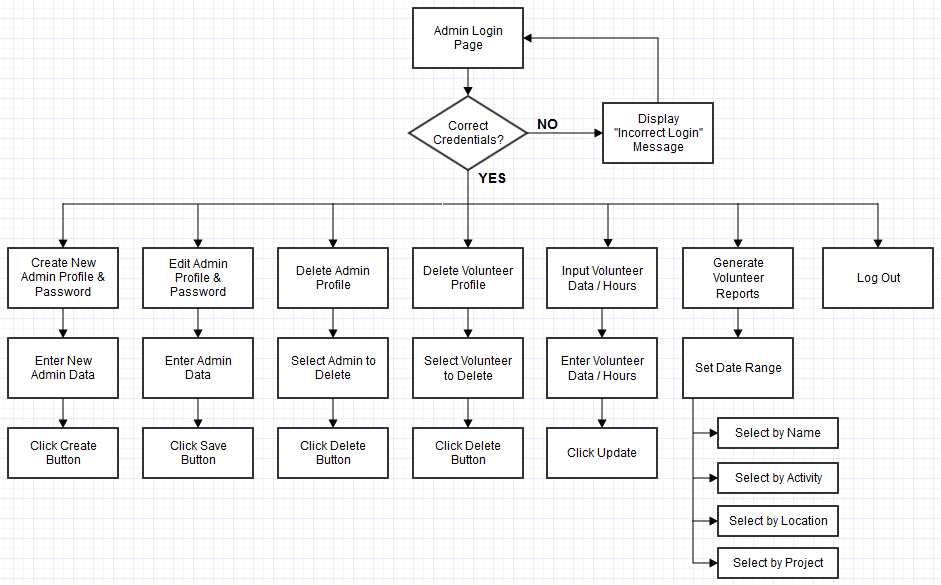 Admin Login
Page
Correct
Credentials?
NO
Display
"Incorrect Login"
Message
YES
Create New
Admin Profile &
Password
Edit Admin
Profile &
Password
Delete Admin
Profile
Delete Volunteer
Profile
Input Volunteer
Data / Hours
Generate
Volunteer
Reports
Log Out
Enter New
Admin Data
Enter Admin
Data
Select Admin to
Delete
Select Volunteer
to Delete
Enter Volunteer
Data / Hours
Set Date Range
Click Create
Button
Click Save
Button
Click Delete
Button
Click Delete
Button
Click Update
Select by Name
Select by Activity
Select by Location
Select by Project